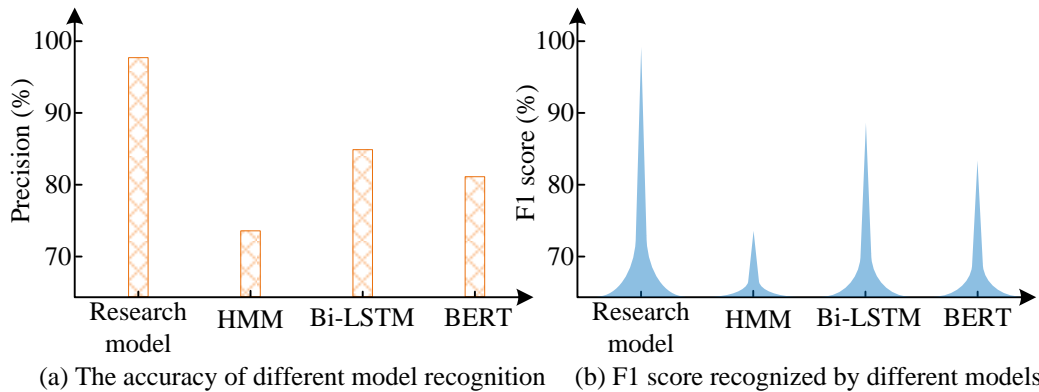 Precision (%)
100
90
80
70
Research
model
HMM
Bi-LSTM
BERT
(a) The accuracy of different model recognition
F1 score (%)
100
90
80
70
Research
model
HMM
Bi-LSTM
BERT
(b) F1 score recognized by different models